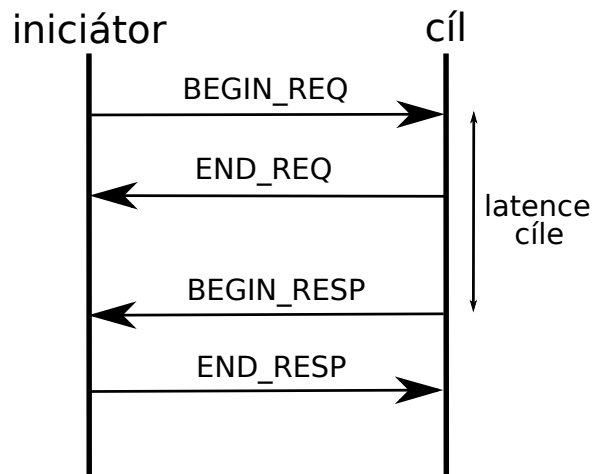 iniciátor
cíl
BEGIN_REQ
END_REQ
latence
cíle
BEGIN_RESP
END_RESP